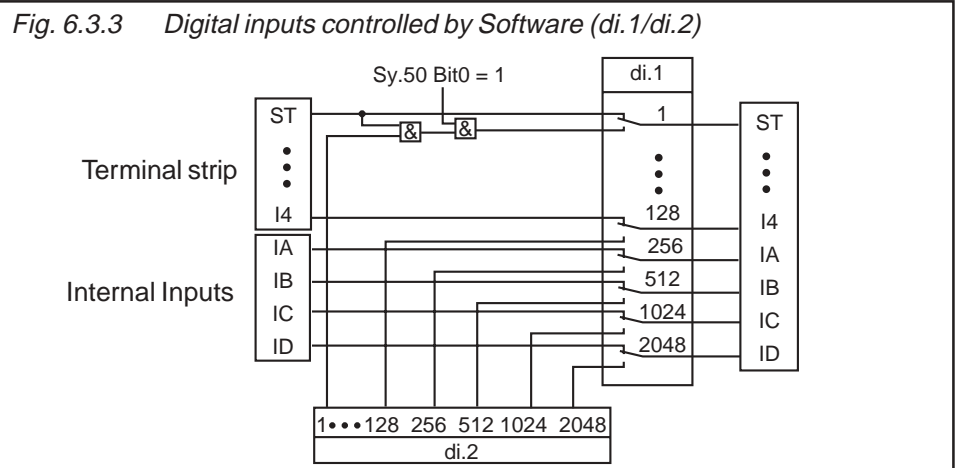 Fig. 6.3.3 Digital inputs controlled by Software (di.1/di.2)
Sy.50 Bit0 = 1
di.1
ST
&
&
1
ST
Terminal strip
I4
128
I4
IA
256
IA
Internal Inputs
IB
512
IB
IC
1024
IC
ID
2048
ID
1•••128 256 512 1024 2048
di.2